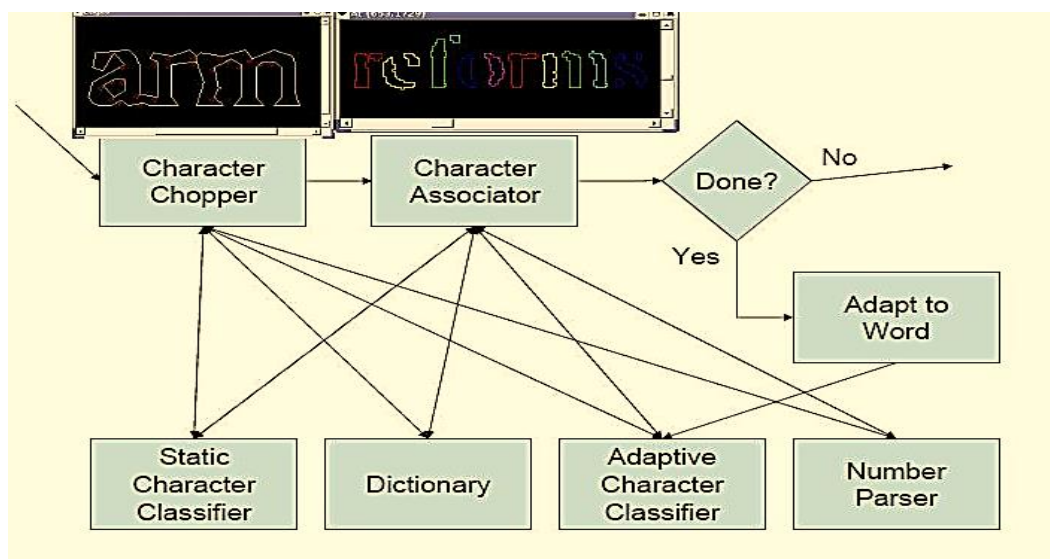 arm
reforms
Character
Chopper
Character
Associator
Done?
No
Yes
Adapt to
Word
Static
Character
Classifier
Dictionary
Adaptive
Character
Classifier
Number
Parser